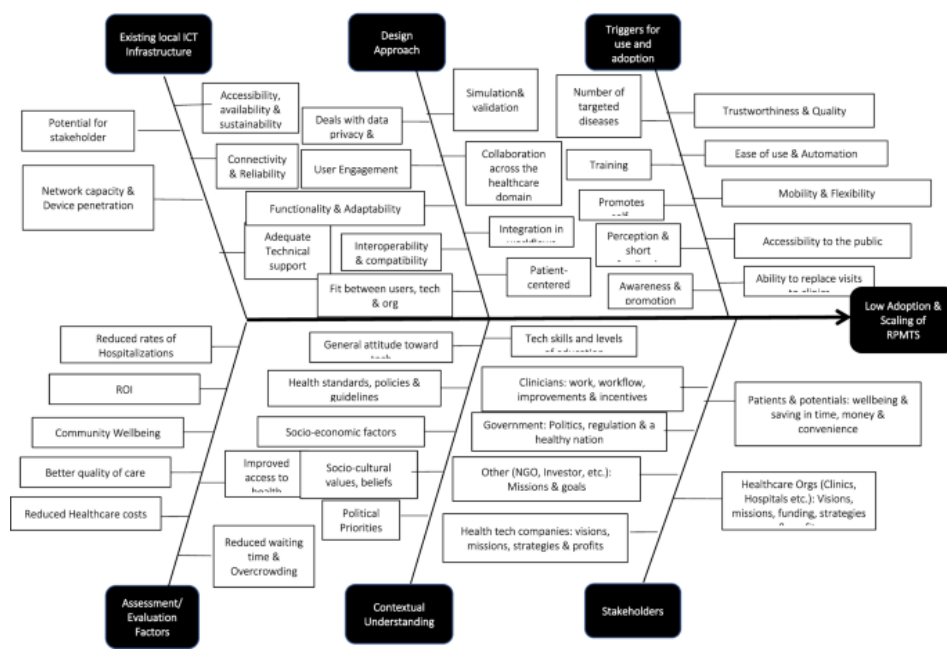 Existing local ICT
Infrastructure
Design
Approach
Triggers for
use and
adoption
Accessibility,
availability &
sustainability
Potential for
stakeholder
Connectivity
& Reliability
Network capacity &
Device penetration
Adequate
Technical
support
Simulation&
validation
Deals with data
privacy &
User Engagement
Collaboration
across the
healthcare
domain
Functionality & Adaptability
Integration in
workflows
Interoperability
& compatibility
Patient-
centered
Fit between users, tech
& org
Number of
targeted
diseases
Trustworthiness & Quality
Training
Ease of use & Automation
Promotes
Mobility & Flexibility
Perception &
short
Accessibility to the public
Awareness &
promotion
Ability to replace visits
Low Adoption &
Scaling of
RPMTS
Reduced rates of
Hospitalizations
ROI
Community Wellbeing
Better quality of care
Improved
access to
health
Reduced Healthcare costs
Reduced waiting
time &
Overcrowding
General attitude toward
Health standards, policies &
guidelines
Socio-economic factors
Socio-cultural
values, beliefs
Political
Priorities
Tech skills and levels
of education
Clinicians: work, workflow,
improvements & incentives
Government: Politics, regulation & a
healthy nation
Other (NGO, Investor, etc.):
Missions & goals
Health tech companies: visions,
missions, strategies & profits
Patients & potentials: wellbeing &
saving in time, money &
convenience
Healthcare Orgs (Clinics,
Hospitals etc.): Visions,
missions, funding, strategies
Assessment/
Evaluation
Factors
Contextual
Understanding
Stakeholders